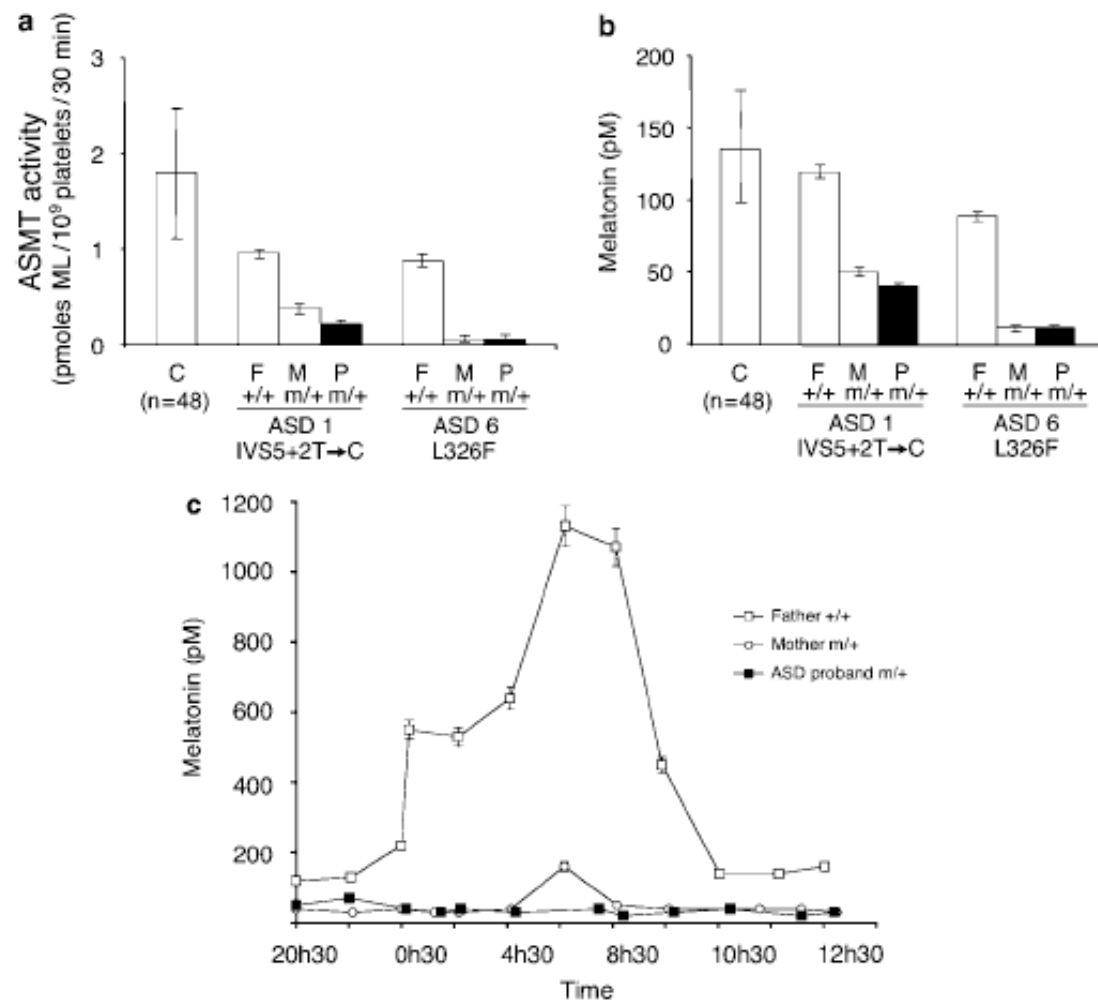 a
ASMT activity
(pmoles ML/10⁹ platelets/30 min)
3
2
1
0
C F M P F M P
(n=48) +/+ m/+ m/+ +/+ m/+ m/+
ASD 1 ASD 6
IVS5+2T→C L326F
b
Melatonin (pM)
200
150
100
50
0
C F M P F M P
(n=48) +/+ m/+ m/+ +/+ m/+ m/+
ASD 1 ASD 6
IVS5+2T→C L326F
c
Melatonin (pM)
1200
1000
800
600
400
200
Father +/+
Mother m/+
ASD proband m/+
20h30 0h30 4h30 8h30 10h30 12h30
Time